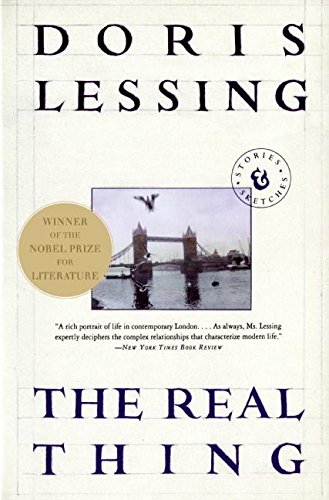 DORIS
LESSING
STORIES
&
SKETCHES
WINNER
OF THE
NOBEL PRIZE
FOR
LITERATURE
"A rich portrait of life in contemporary London. . . . As always, Ms. Lessing
expertly deciphers the complex relationships that characterize modern life."
—NEW YORK TIMES BOOK REVIEW
THE REAL
THING